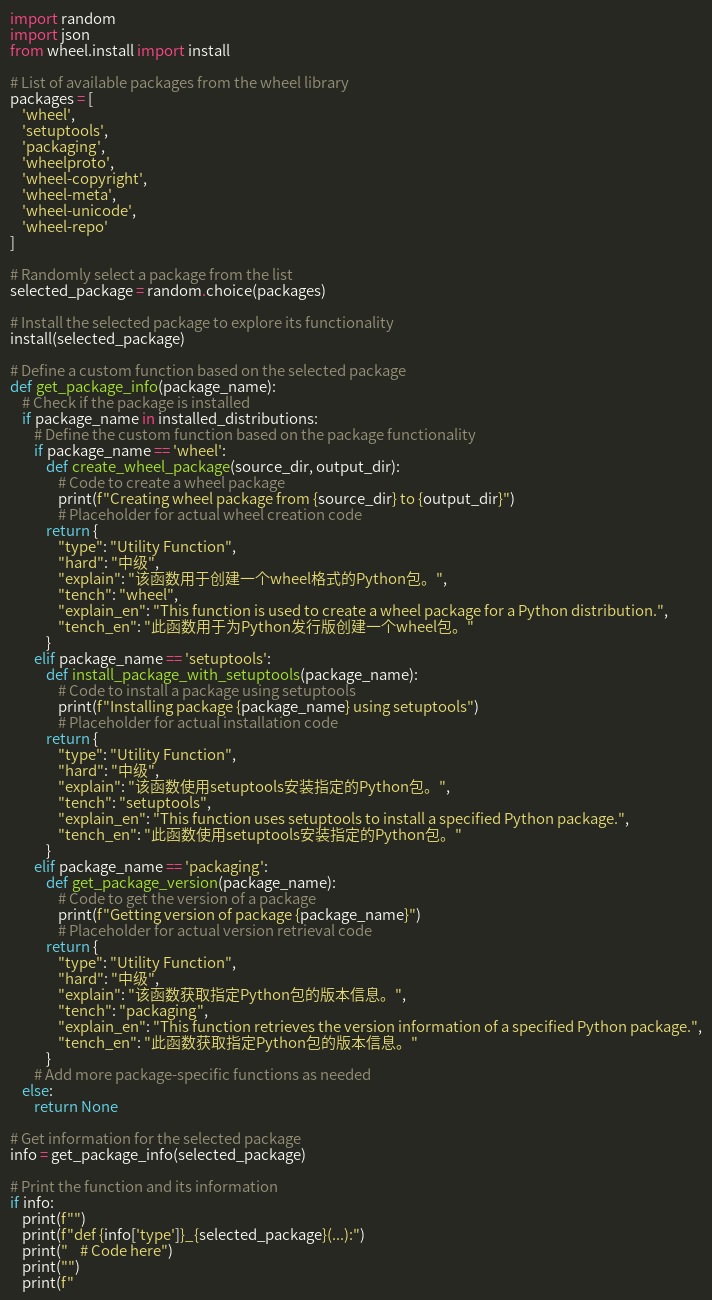 import random
import json
from wheel.install import install

# List of available packages from the wheel library
packages = [
    'wheel',
    'setuptools',
    'packaging',
    'wheelproto',
    'wheel-copyright',
    'wheel-meta',
    'wheel-unicode',
    'wheel-repo'
]

# Randomly select a package from the list
selected_package = random.choice(packages)

# Install the selected package to explore its functionality
install(selected_package)

# Define a custom function based on the selected package
def get_package_info(package_name):
    # Check if the package is installed
    if package_name in installed_distributions:
        # Define the custom function based on the package functionality
        if package_name == 'wheel':
            def create_wheel_package(source_dir, output_dir):
                # Code to create a wheel package
                print(f"Creating wheel package from {source_dir} to {output_dir}")
                # Placeholder for actual wheel creation code
            return {
                "type": "Utility Function",
                "hard": "中级",
                "explain": "该函数用于创建一个wheel格式的Python包。",
                "tench": "wheel",
                "explain_en": "This function is used to create a wheel package for a Python distribution.",
                "tench_en": "此函数用于为Python发行版创建一个wheel包。"
            }
        elif package_name == 'setuptools':
            def install_package_with_setuptools(package_name):
                # Code to install a package using setuptools
                print(f"Installing package {package_name} using setuptools")
                # Placeholder for actual installation code
            return {
                "type": "Utility Function",
                "hard": "中级",
                "explain": "该函数使用setuptools安装指定的Python包。",
                "tench": "setuptools",
                "explain_en": "This function uses setuptools to install a specified Python package.",
                "tench_en": "此函数使用setuptools安装指定的Python包。"
            }
        elif package_name == 'packaging':
            def get_package_version(package_name):
                # Code to get the version of a package
                print(f"Getting version of package {package_name}")
                # Placeholder for actual version retrieval code
            return {
                "type": "Utility Function",
                "hard": "中级",
                "explain": "该函数获取指定Python包的版本信息。",
                "tench": "packaging",
                "explain_en": "This function retrieves the version information of a specified Python package.",
                "tench_en": "此函数获取指定Python包的版本信息。"
            }
        # Add more package-specific functions as needed
    else:
        return None

# Get information for the selected package
info = get_package_info(selected_package)

# Print the function and its information
if info:
    print(f"")
    print(f"def {info['type']}_{selected_package}(...):")
    print("    # Code here")
    print("")
    print(f"